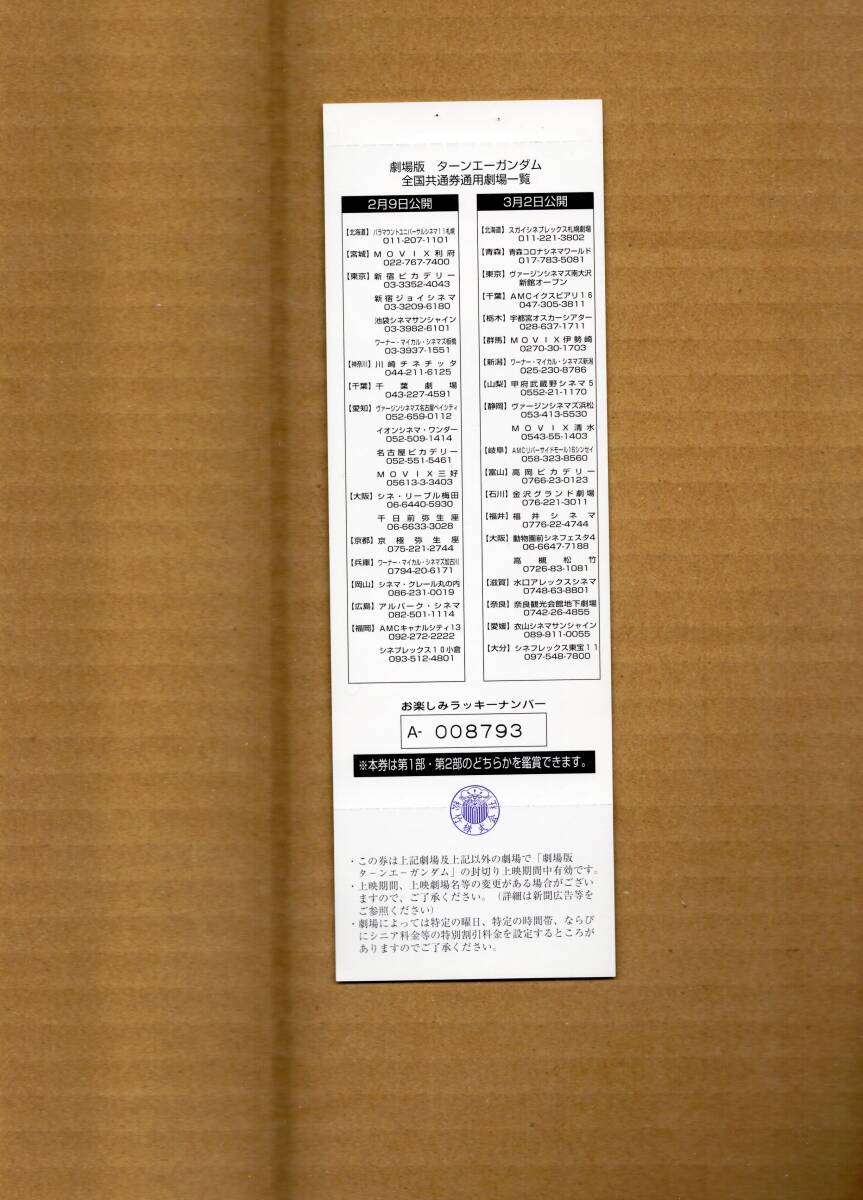 劇場版 ターンエーガンダム
全国共通券通用劇場一覧
2月9日公開
【北海道】パラマウントユニバーサルシネマ11札幌
011-207-1101
【宮城】MOVIX利府
022-767-7400
【東京】新宿ピカデリー
03-3352-4043
新宿ジョイシネマ
03-3209-6180
池袋シネマサンシャイン
03-3982-6101
ワーナー・マイカル・シネマズ板橋
03-3937-1551
【神奈川】川崎チネチッタ
044-211-6125
【千葉】千葉劇場
043-227-4591
【愛知】ヴァージンシネマズ名古屋ベイシティ
052-659-0112
イオンシネマ・ワンダー
052-509-1414
名古屋ピカデリー
052-551-5461
MOVIX三好
05613-3-3403
【大阪】シネ・リーブル梅田
06-6440-5930
千日前弥生座
06-6633-3028
【京都】京極弥生座
075-221-2744
【兵庫】ワーナー・マイカル・シネマズ加古川
0794-20-6171
【岡山】シネマ・クレール丸の内
086-231-0019
【広島】アルパーク・シネマ
082-501-1114
【福岡】AMCキャナルシティ13
092-272-2222
シネプレックス10小倉
093-512-4801
3月2日公開
【北海道】スガイシネプレックス札幌劇場
011-221-3802
【青森】青森コロナシネマワールド
017-783-5081
【東京】ヴァージンシネマズ南大沢
新館オープン
【千葉】AMCイクスピアリ16
047-305-3811
【栃木】宇都宮オスカーシアター
028-637-1711
【群馬】MOVIX伊勢崎
0270-30-1703
【新潟】ワーナー・マイカル・シネマズ新潟
025-230-8786
【山梨】甲府武蔵野シネマ5
0552-21-1170
【静岡】ヴァージンシネマズ浜松
053-413-5530
MOVIX清水
0543-55-1403
【岐阜】AMCリバーサイドモール16シンセイ
058-323-8560
【富山】高岡ピカデリー
0766-23-0123
【石川】金沢グランド劇場
076-221-3011
【福井】福井シネマ
0776-22-4744
【大阪】動物園前シネフェスタ4
06-6647-7188
高槻松竹
0726-83-1081
【滋賀】水口アレックスシネマ
0748-63-8801
【奈良】奈良観光会館地下劇場
0742-26-4855
【愛媛】衣山シネマサンシャイン
089-911-0055
【大分】シネフレックス東宝11
097-548-7800
お楽しみラッキーナンバー
A- 008793
※本券は第1部・第2部のどちらかを鑑賞できます。
・この券は上記劇場及上記以外の劇場で「劇場版
ターンエーガンダム」の封切り上映期間中有効です。
・上映期間、上映劇場名等の変更がある場合がござい
ますので、ご了承ください。(詳細は新聞広告等を
ご参照ください)
・劇場によっては特定の曜日、特定の時間帯、ならび
にシニア料金等の特別割引料金を設定するところが
ありますのでご了承ください。